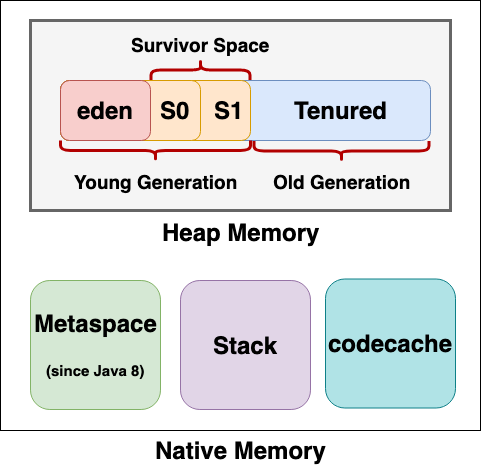 Survivor Space
eden S0 S1 Tenured
Young Generation Old Generation
Heap Memory
Metaspace
(since Java 8)
Stack
codecache
Native Memory